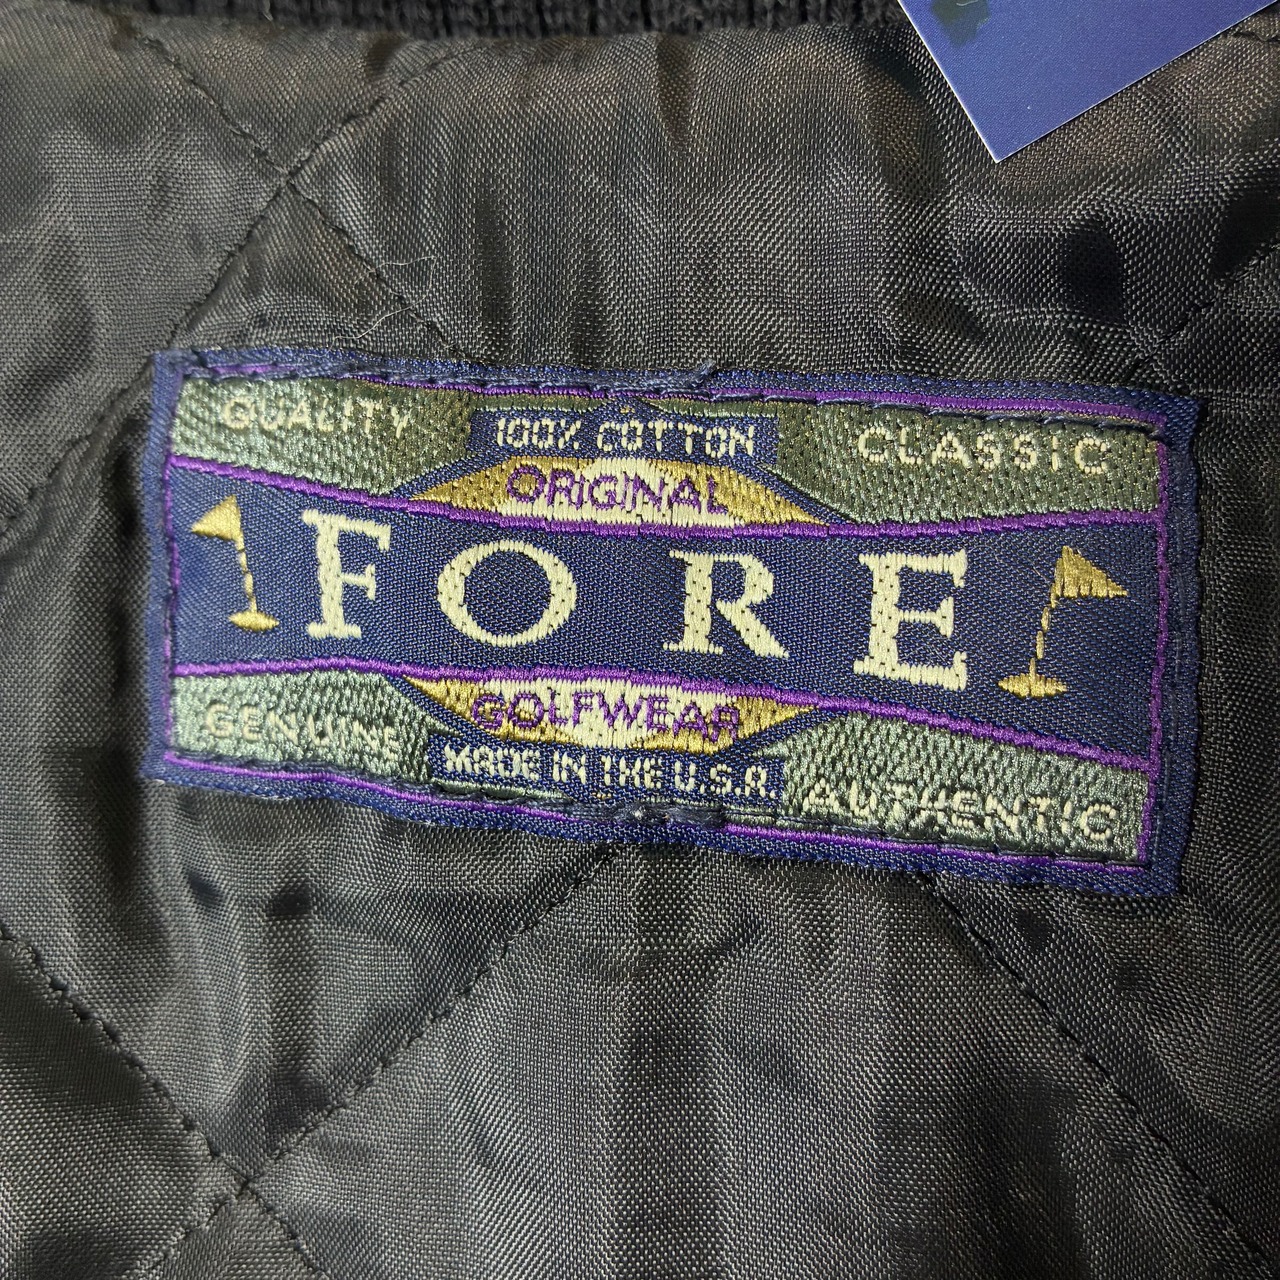 QUALITY 100% COTTON CLASSIC
ORIGINAL
FORE
GOLFWEAR
GENUINE MADE IN THE U.S.A. AUTHENTIC